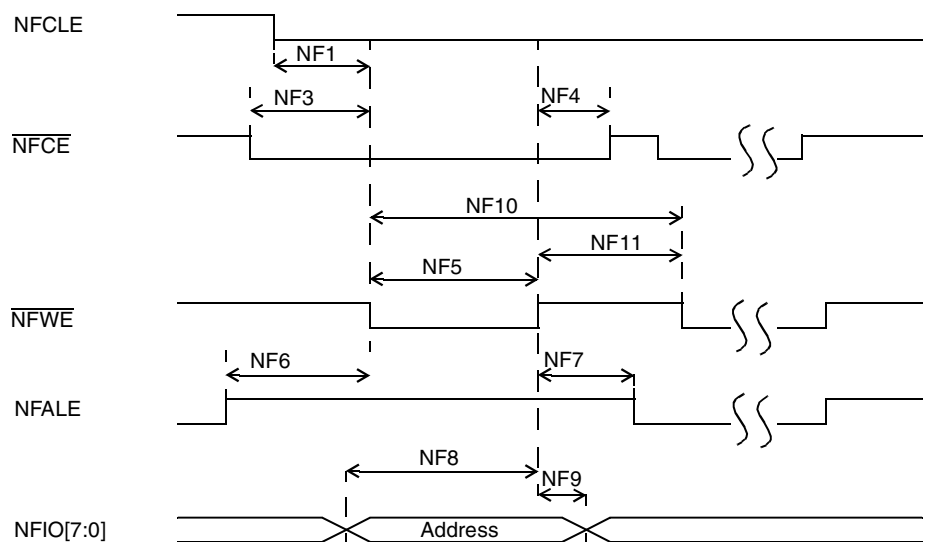 NFCLE
NF1
NF3
NF4
NFCE
NF10
NF11
NF5
NFWE
NF6
NF7
NFALE
NF8
NF9
NFIO[7:0]
Address